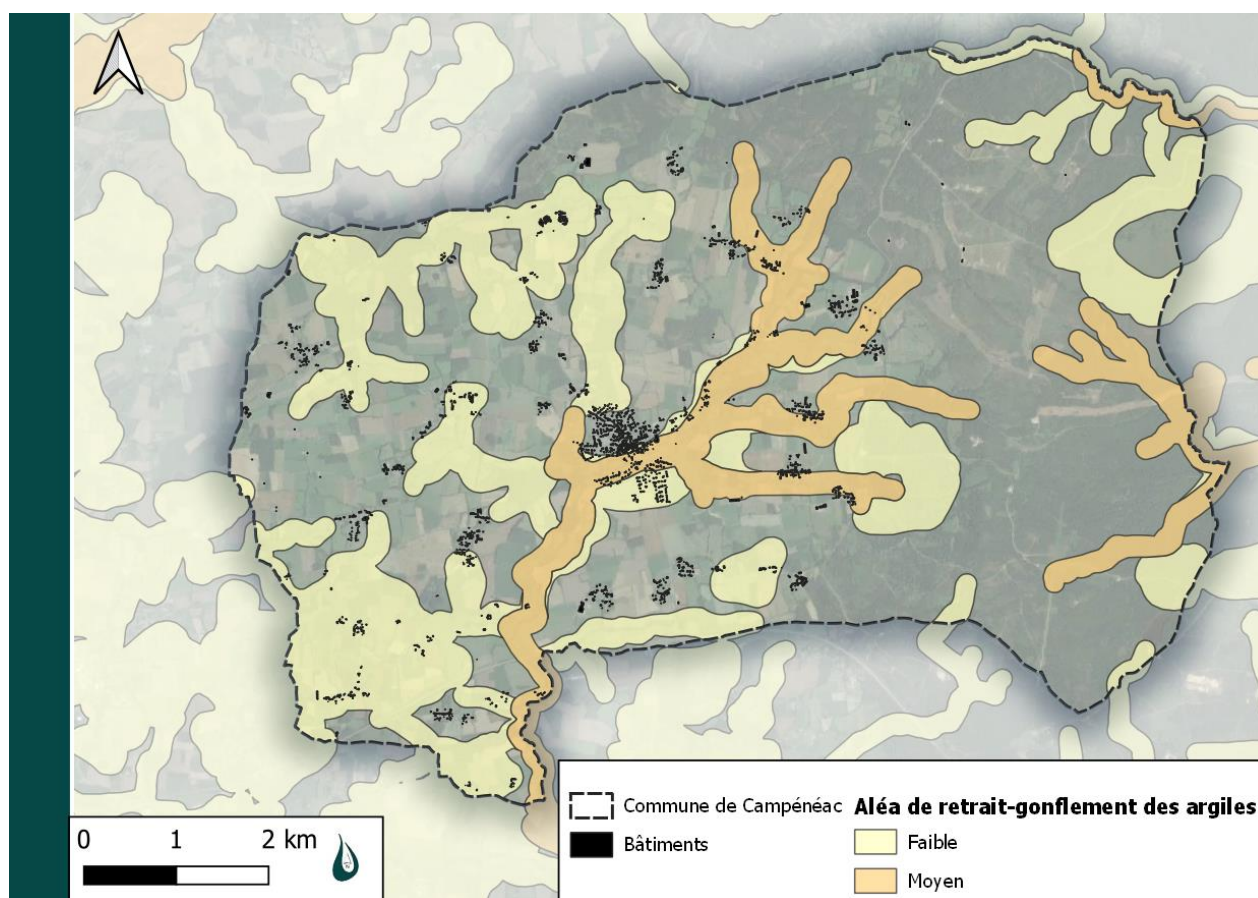 0 1 2 km
Commune de Campénéac
Bâtiments
Aléa de retrait-gonflement des argiles
Faible
Moyen